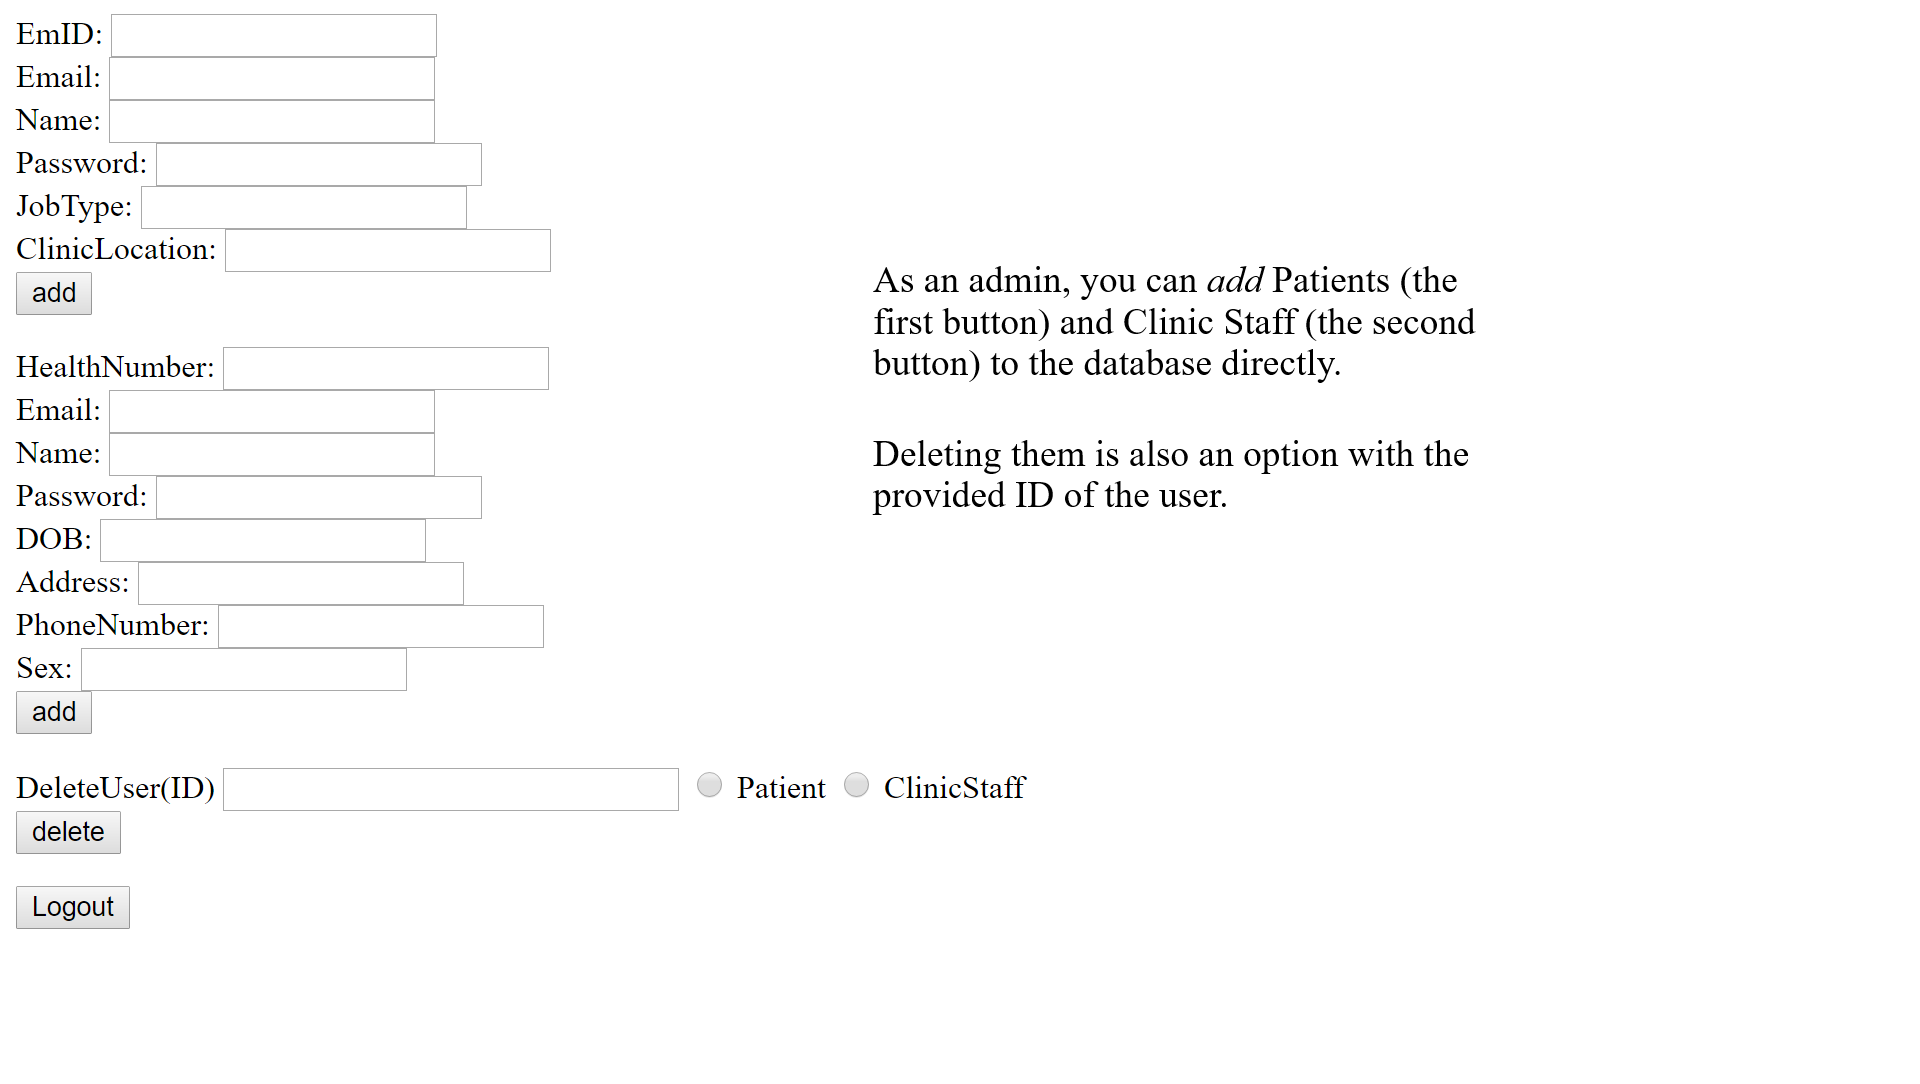 EmID:
Email:
Name:
Password:
JobType:
ClinicLocation:
add
HealthNumber:
Email:
Name:
Password:
DOB:
Address:
PhoneNumber:
Sex:
add
DeleteUser(ID) Patient ClinicStaff
delete
Logout
As an admin, you can add Patients (the
first button) and Clinic Staff (the second
button) to the database directly.
Deleting them is also an option with the
provided ID of the user.